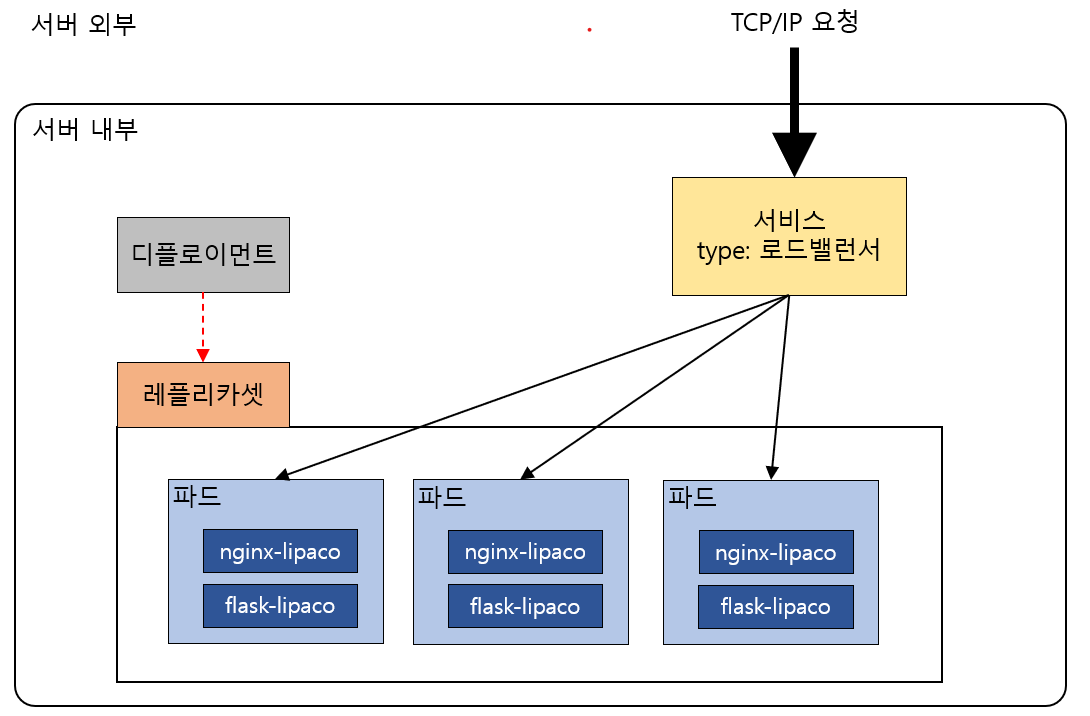 서버 외부
TCP/IP 요청
서버 내부
서비스
type: 로드밸런서
디플로이먼트
레플리카셋
파드
nginx-lipaco
flask-lipaco
파드
nginx-lipaco
flask-lipaco
파드
nginx-lipaco
flask-lipaco